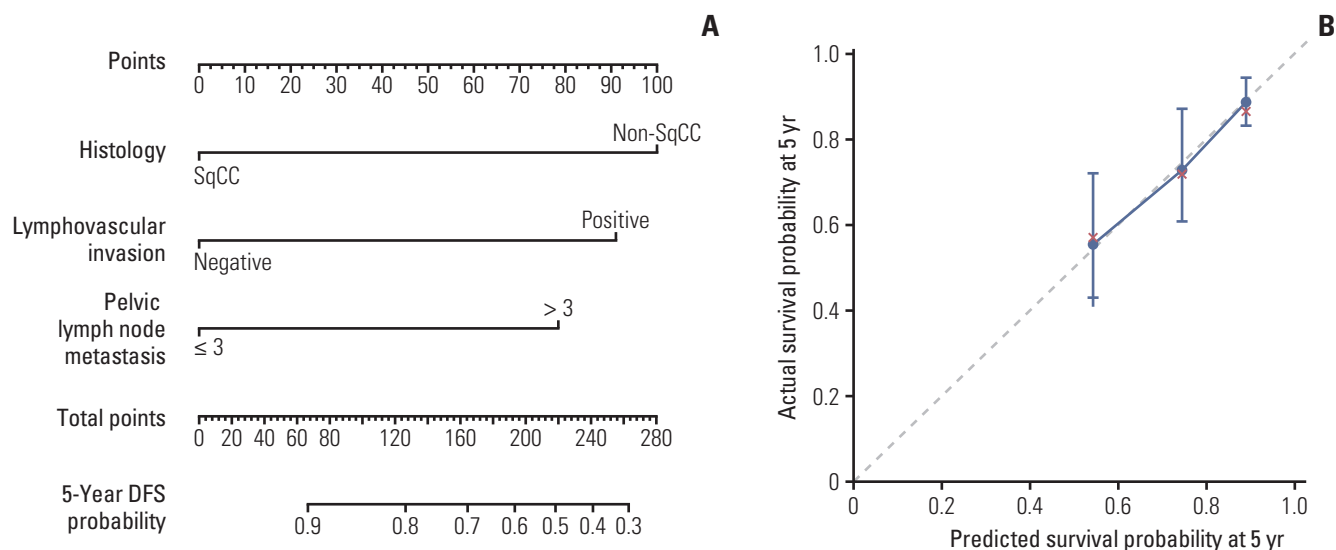 A
Points
0 10 20 30 40 50 60 70 80 90 100
Histology
Non-SqCC
SqCC
Lymphovascular
invasion
Positive
Negative
Pelvic
lymph node
metastasis
> 3
≤ 3
Total points
0 20 40 60 80 120 160 200 240 280
5-Year DFS
probability
0.9 0.8 0.7 0.6 0.5 0.4 0.3
B
Actual survival probability at 5 yr
1.0
0.8
0.6
0.4
0.2
0
0 0.2 0.4 0.6 0.8 1.0
Predicted survival probability at 5 yr